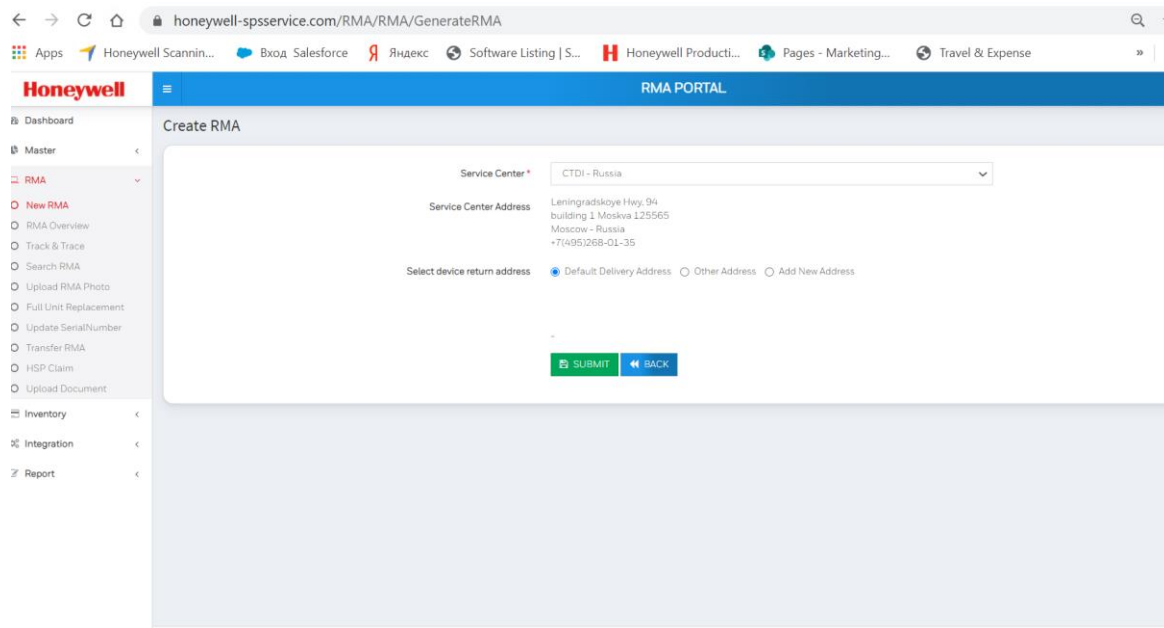 honeywell-spsservice.com/RMA/RMA/GenerateRMA
Apps Honeywell Scannin... Вход Salesforce Яндекс Software Listing | S... Honeywell Producti... Pages - Marketing... Travel & Expense »
Honeywell
RMA PORTAL
Dashboard
Master
RMA
New RMA
RMA Overview
Track & Trace
Search RMA
Upload RMA Photo
Full Unit Replacement
Update SerialNumber
Transfer RMA
HSP Claim
Upload Document
Inventory
Integration
Report
Create RMA
Service Center * CTDI - Russia
Service Center Address
Leningradskoye Hwy, 94
building 1 Moskva 125565
Moscow - Russia
+7(495)268-01-35
Select device return address Default Delivery Address Other Address Add New Address
-
SUBMIT BACK